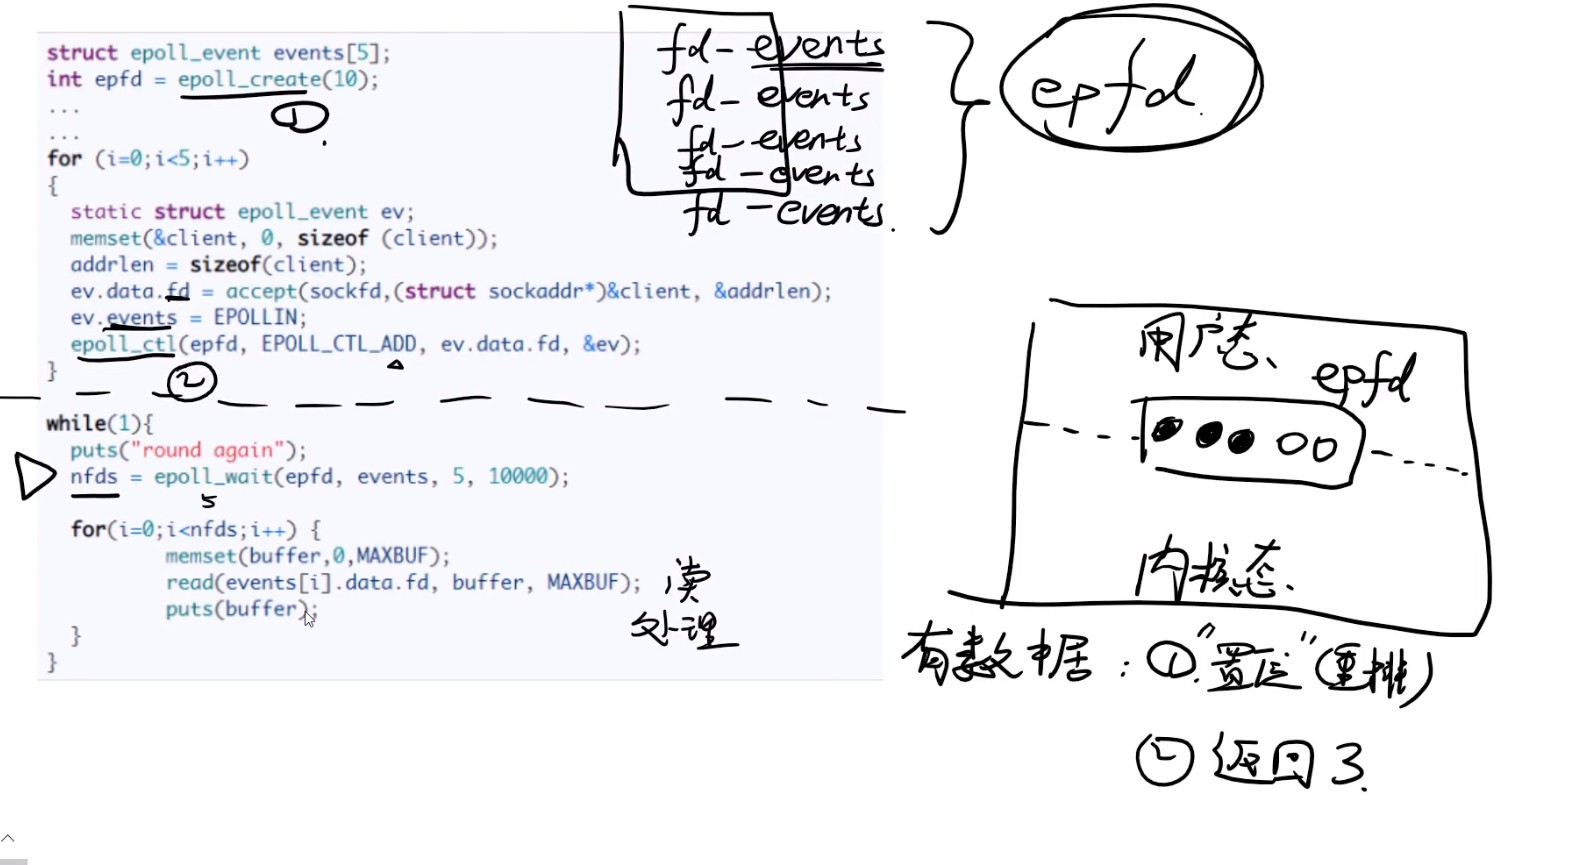 struct epoll_event events[5];
int epfd = epoll_create(10);
①
...
...
for (i=0;i<5;i++)
{
static struct epoll_event ev;
memset(&client, 0, sizeof (client));
addrlen = sizeof(client);
ev.data.fd = accept(sockfd,(struct sockaddr*)&client, &addrlen);
ev.events = EPOLLIN;
epoll_ctl(epfd, EPOLL_CTL_ADD, ev.data.fd, &ev);
}
②
while(1){
puts("round again");
nfds = epoll_wait(epfd, events, 5, 10000);
5
for(i=0;i<nfds;i++) {
memset(buffer,0,MAXBUF);
read(events[i].data.fd, buffer, MAXBUF);
puts(buffer);
}
}
读
处理
fd - events
fd - events
fd - events
fd - events
fd - events.
epfd
用户态、
epfd
内核态、
有数据: ①."置位"(重排)
② 返回 3.